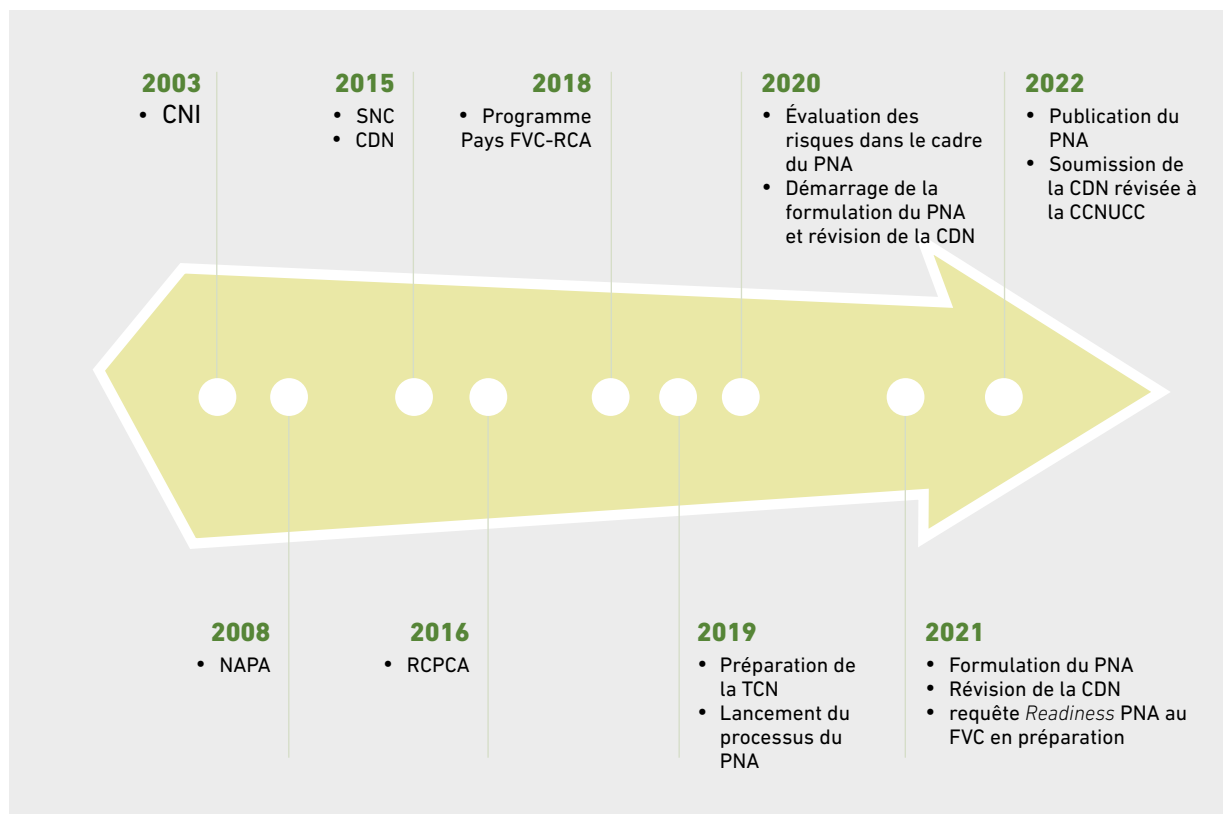 2003
• CNI
2015
• SNC
• CDN
2018
• Programme
Pays FVC-RCA
2020
• Évaluation des
risques dans le cadre
du PNA
• Démarrage de la
formulation du PNA
et révision de la CDN
2022
• Publication du
PNA
• Soumission de
la CDN révisée à
la CCNUCC
2008
• NAPA
2016
• RCPCA
2019
• Préparation de
la TCN
• Lancement du
processus du
PNA
2021
• Formulation du PNA
• Révision de la CDN
• requête Readiness PNA au
FVC en préparation